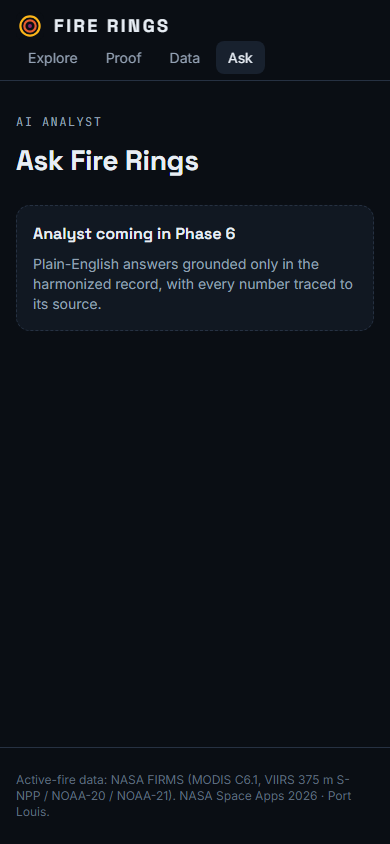 FIRE RINGS
Explore Proof Data Ask
AI ANALYST
Ask Fire Rings
Analyst coming in Phase 6
Plain-English answers grounded only in the
harmonized record, with every number traced to
its source.
Active-fire data: NASA FIRMS (MODIS C6.1, VIIRS 375 m S-
NPP / NOAA-20 / NOAA-21). NASA Space Apps 2026 · Port
Louis.